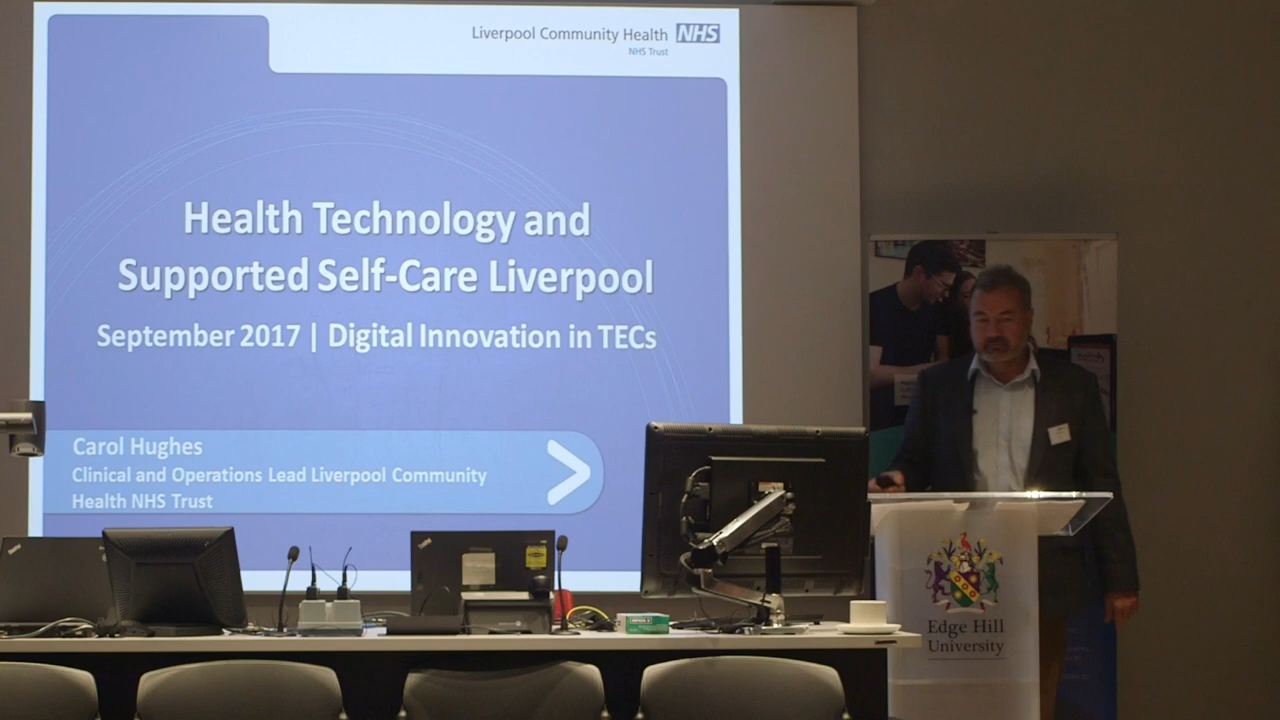 Liverpool Community Health NHS
NHS Trust
Health Technology and
Supported Self-Care Liverpool
September 2017 | Digital Innovation in TECs
Carol Hughes
Clinical and Operations Lead Liverpool Community
Health NHS Trust
Edge Hill
University